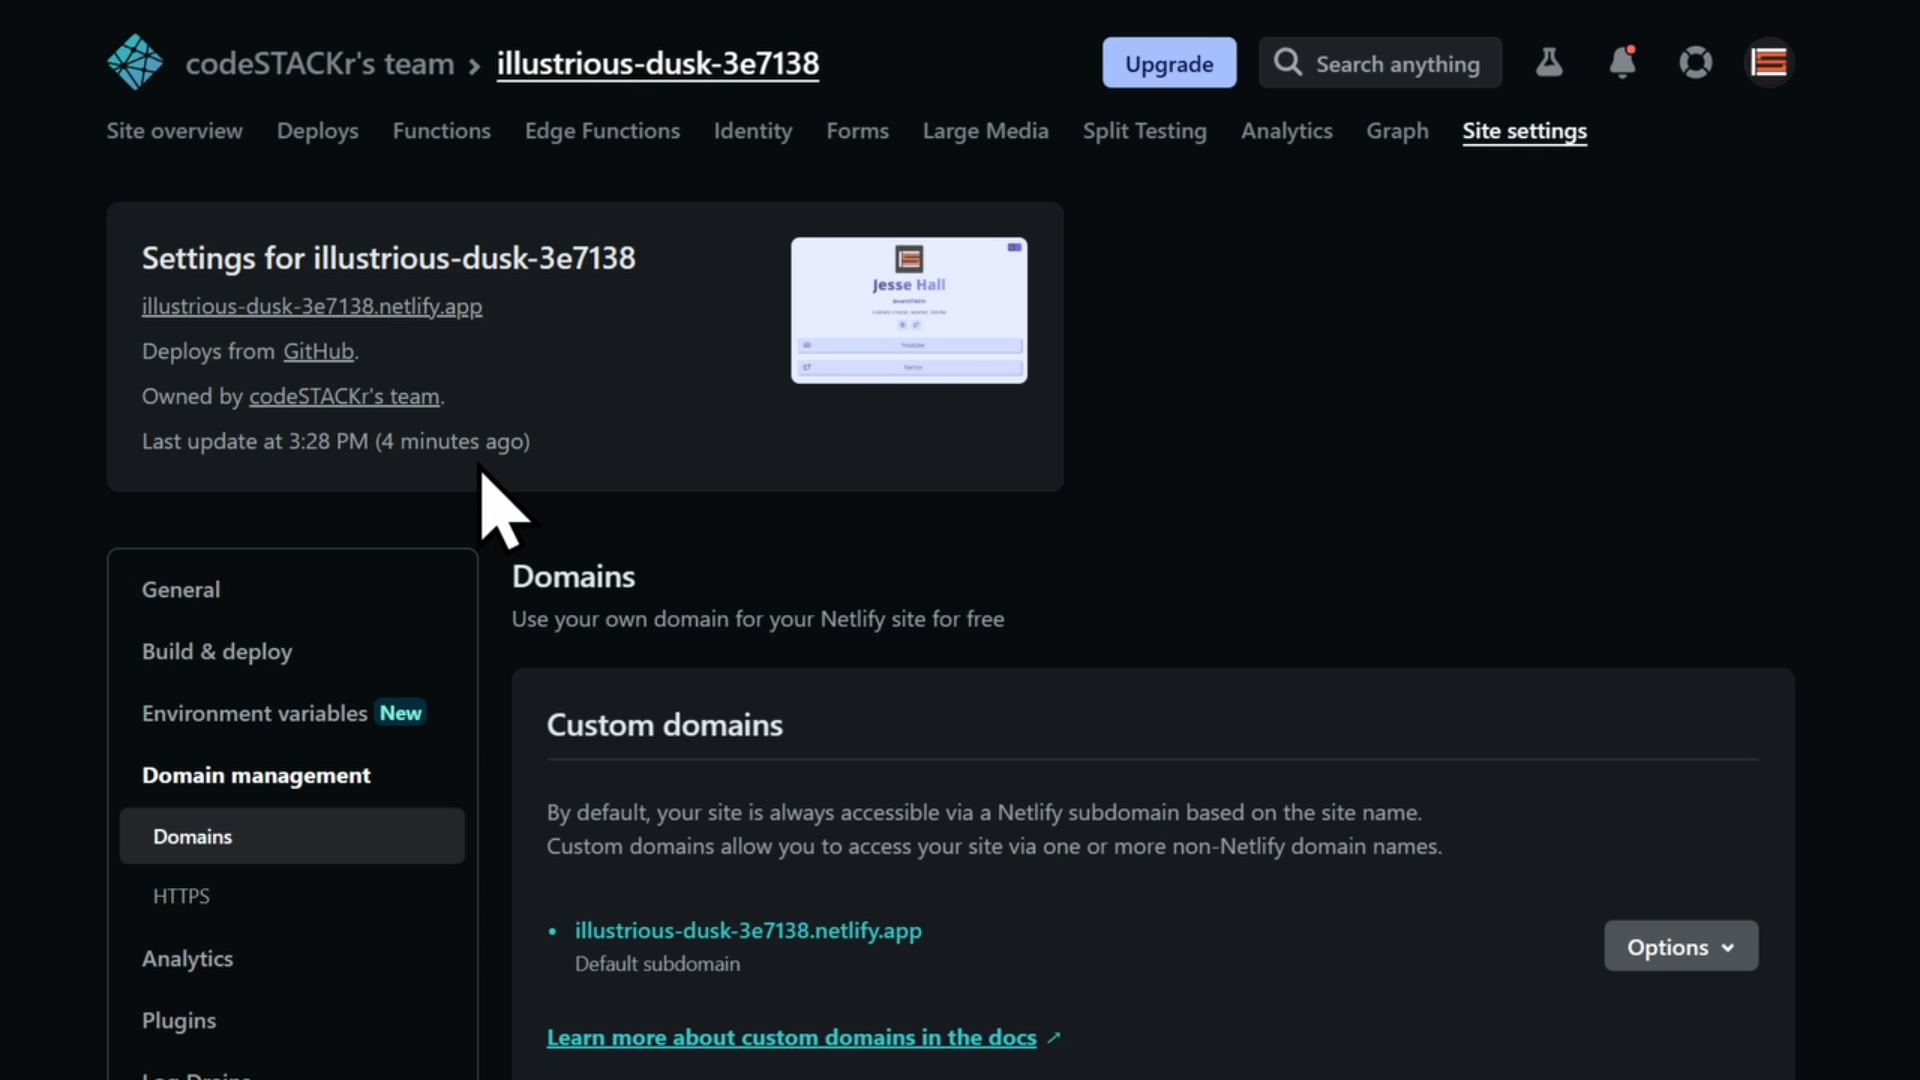 codeSTACKr's team > illustrious-dusk-3e7138
Upgrade
Search anything
Site overview Deploys Functions Edge Functions Identity Forms Large Media Split Testing Analytics Graph Site settings
Settings for illustrious-dusk-3e7138
illustrious-dusk-3e7138.netlify.app
Deploys from GitHub.
Owned by codeSTACKr's team.
Last update at 3:28 PM (4 minutes ago)
Jesse Hall
Youtube
Twitter
General
Build & deploy
Environment variables New
Domain management
Domains
HTTPS
Analytics
Plugins
Log Drains
Domains
Use your own domain for your Netlify site for free
Custom domains
By default, your site is always accessible via a Netlify subdomain based on the site name.
Custom domains allow you to access your site via one or more non-Netlify domain names.
• illustrious-dusk-3e7138.netlify.app
Default subdomain
Options
Learn more about custom domains in the docs ↗